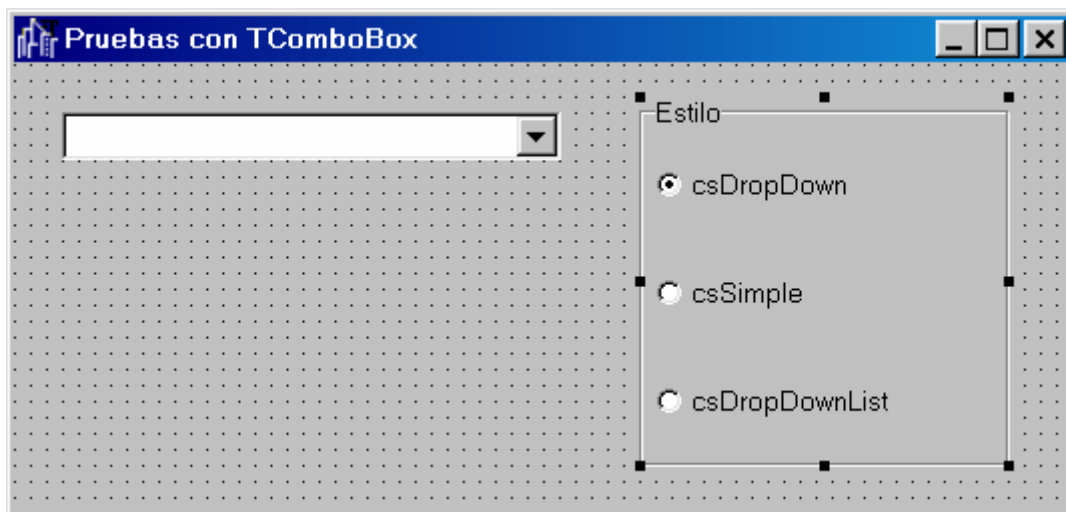 Pruebas con TComboBox
Estilo
csDropDown
csSimple
csDropDownList